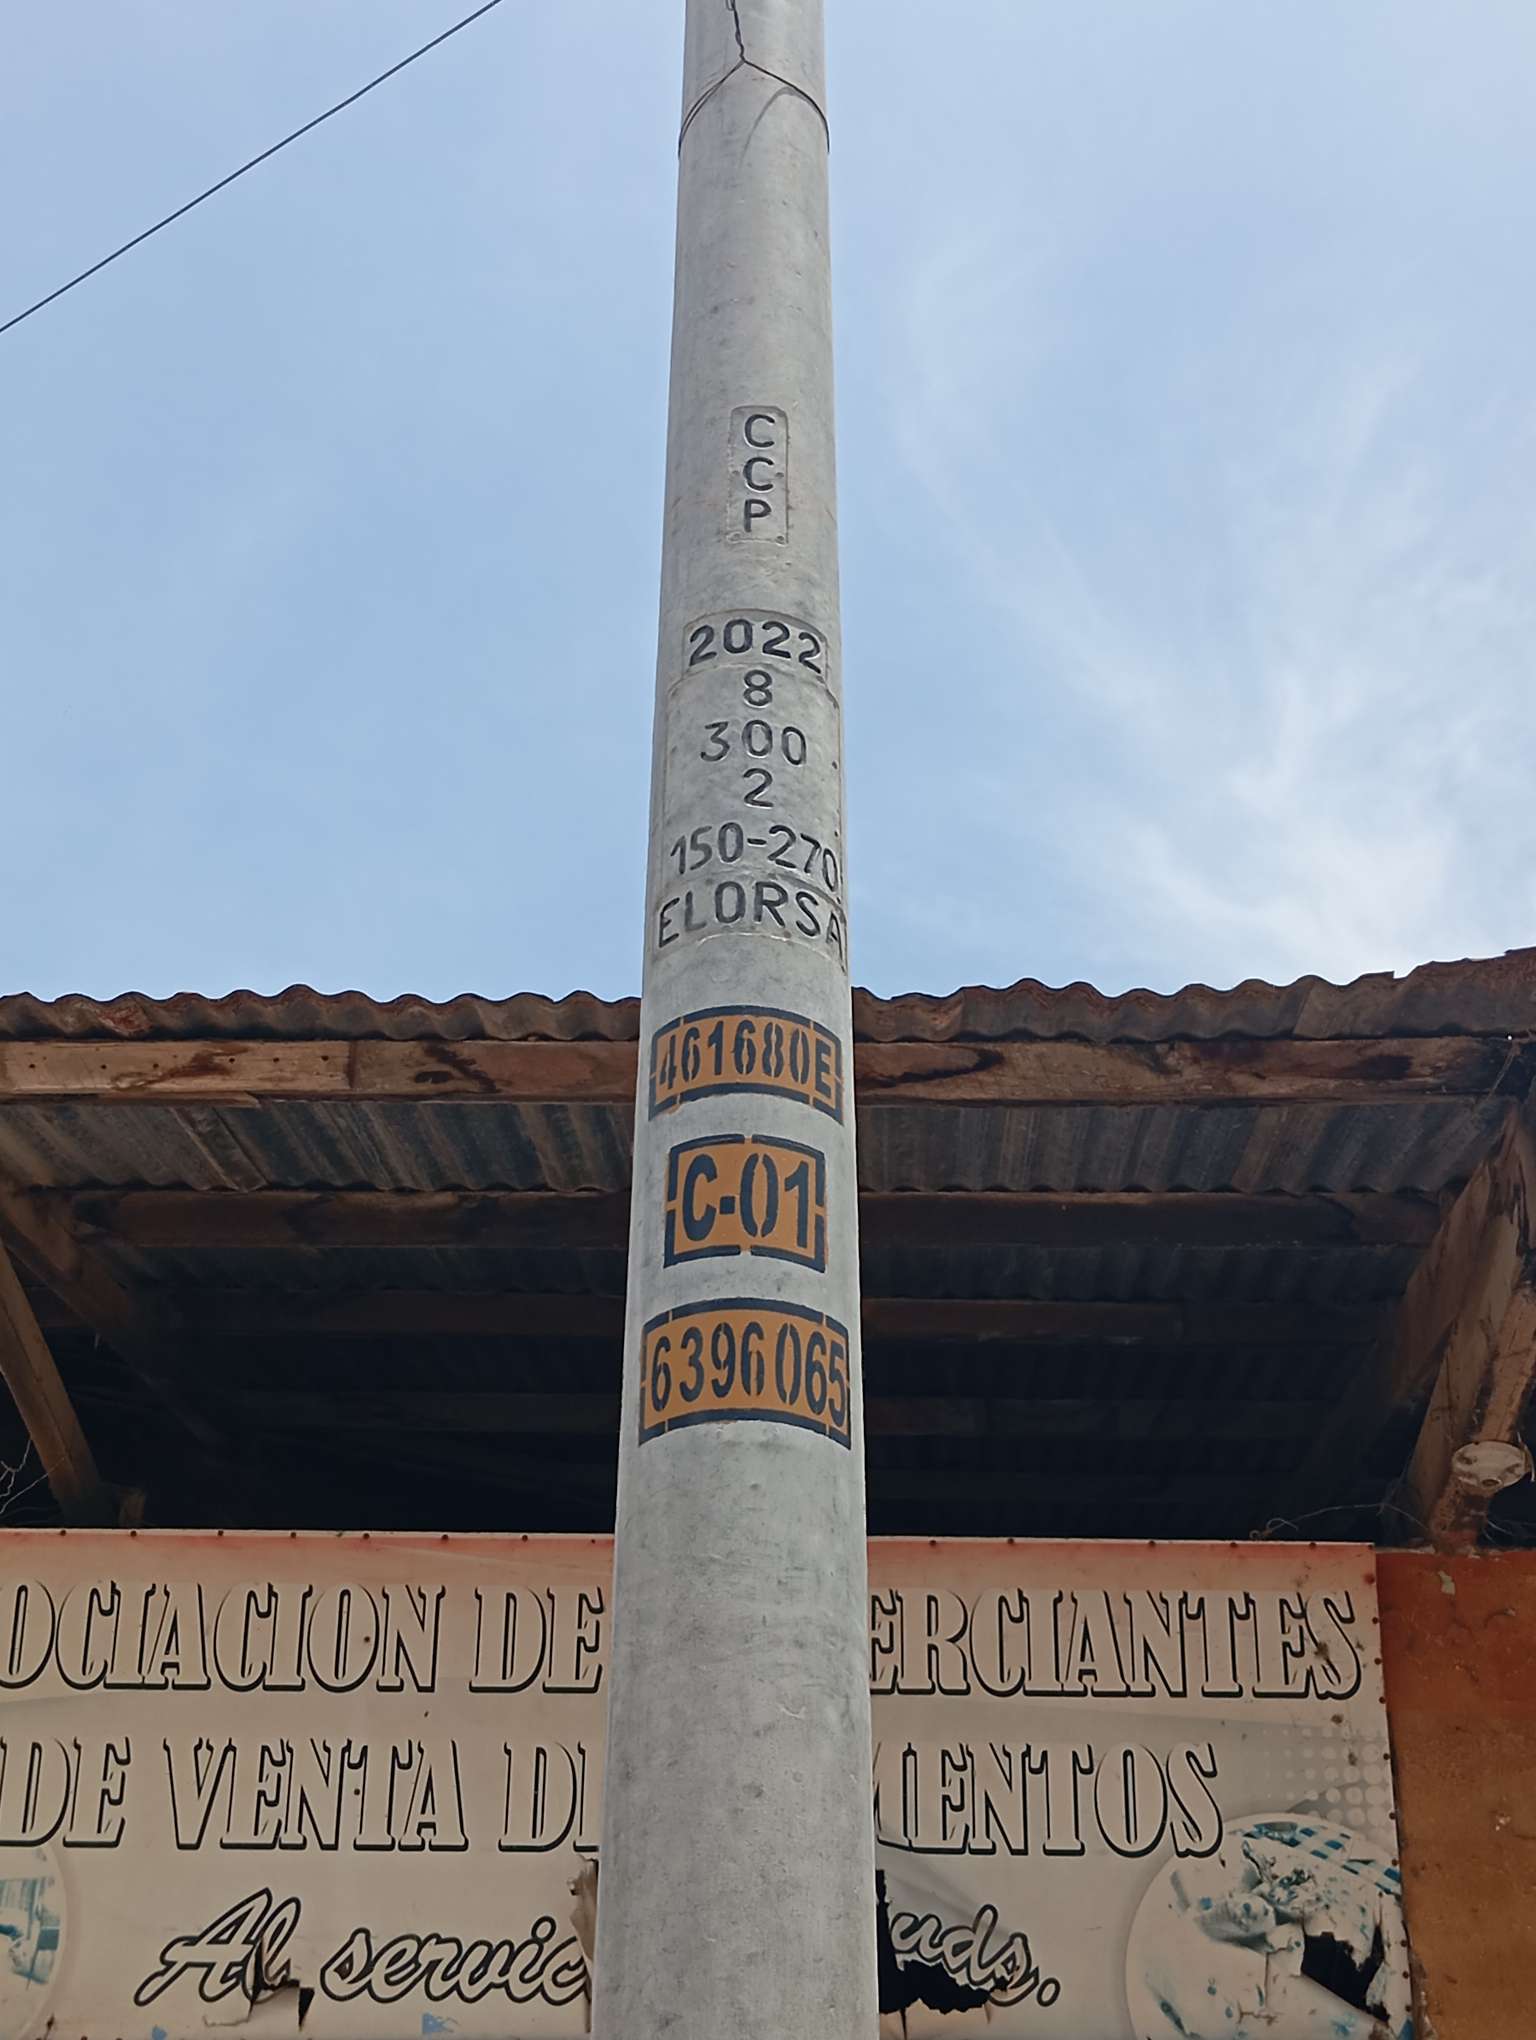 C
C
P
2022
8
300
2
150-270
ELORSA
461680E
C-01
6396065
OCIACION DE ERCIANTES
DE VENTA DE MENTOS
Al servic uds.